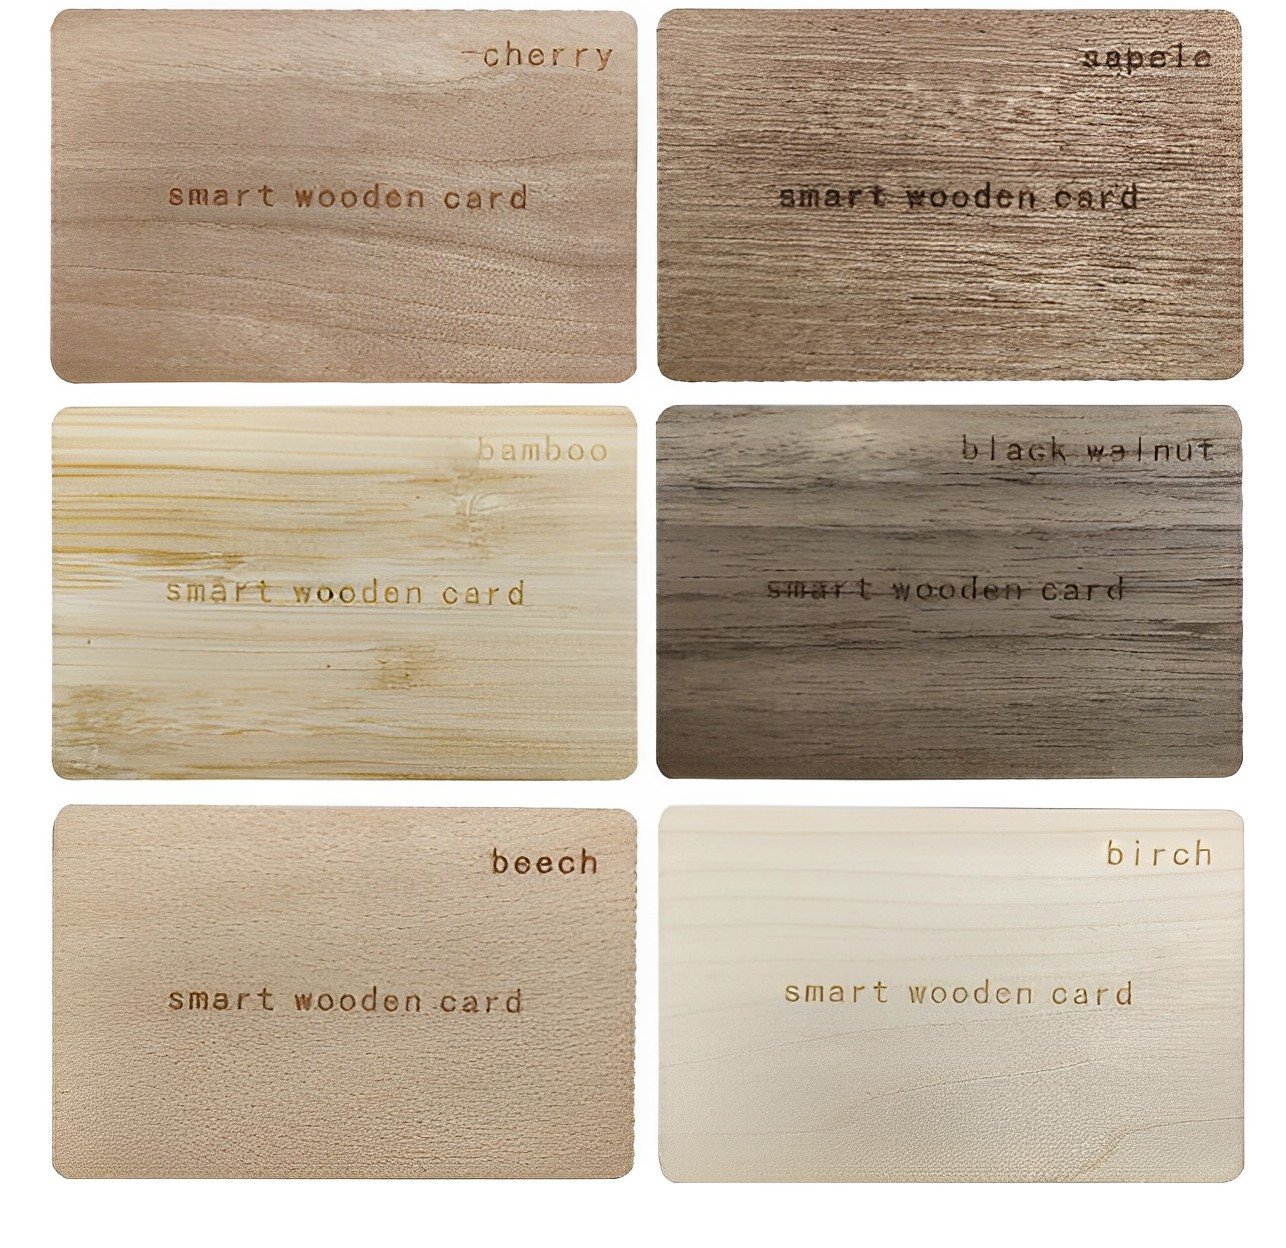 cherry
smart wooden card
sapele
smart wooden card
bamboo
smart wooden card
black walnut
smart wooden card
beech
smart wooden card
birch
smart wooden card